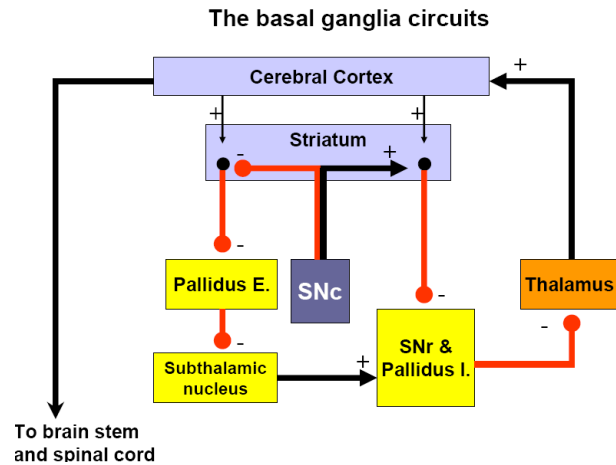 The basal ganglia circuits
+
Cerebral Cortex
+
+
Striatum
-
+
-
Pallidus E.
SNc
-
Thalamus
-
-
SNr &
Pallidus I.
Subthalamic
nucleus
+
To brain stem
and spinal cord